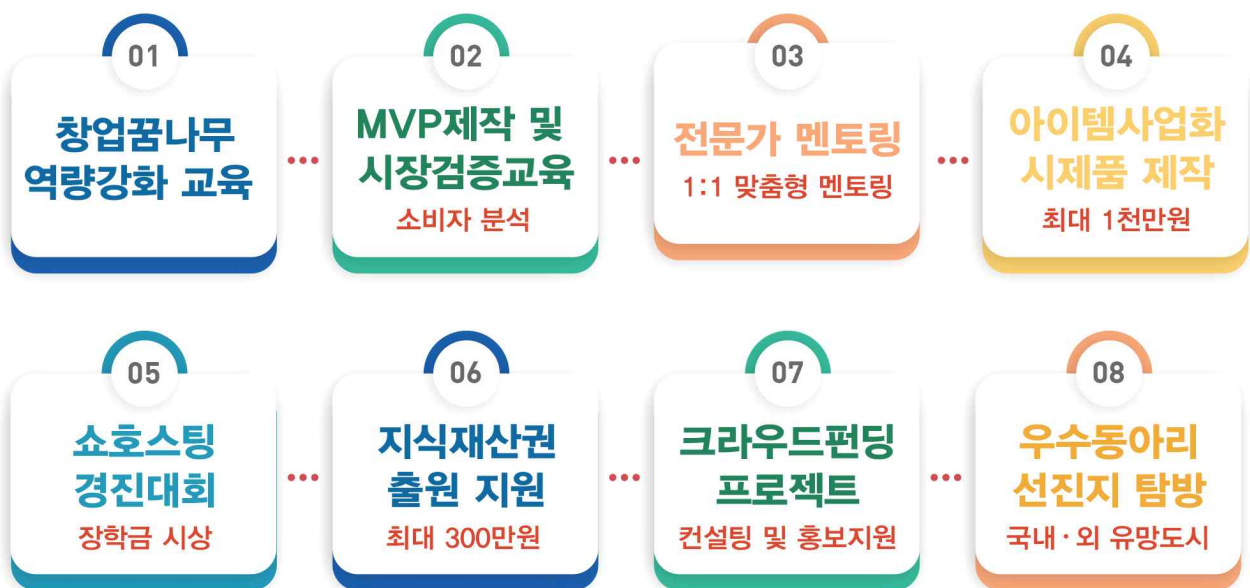 01
창업꿈나무
역량강화 교육
02
MVP제작 및
시장검증교육
소비자 분석
03
전문가 멘토링
1:1 맞춤형 멘토링
04
아이템사업화
시제품 제작
최대 1천만원
05
쇼호스팅
경진대회
장학금 시상
06
지식재산권
출원 지원
최대 300만원
07
크라우드펀딩
프로젝트
컨설팅 및 홍보지원
08
우수동아리
선진지 탐방
국내·외 유망도시